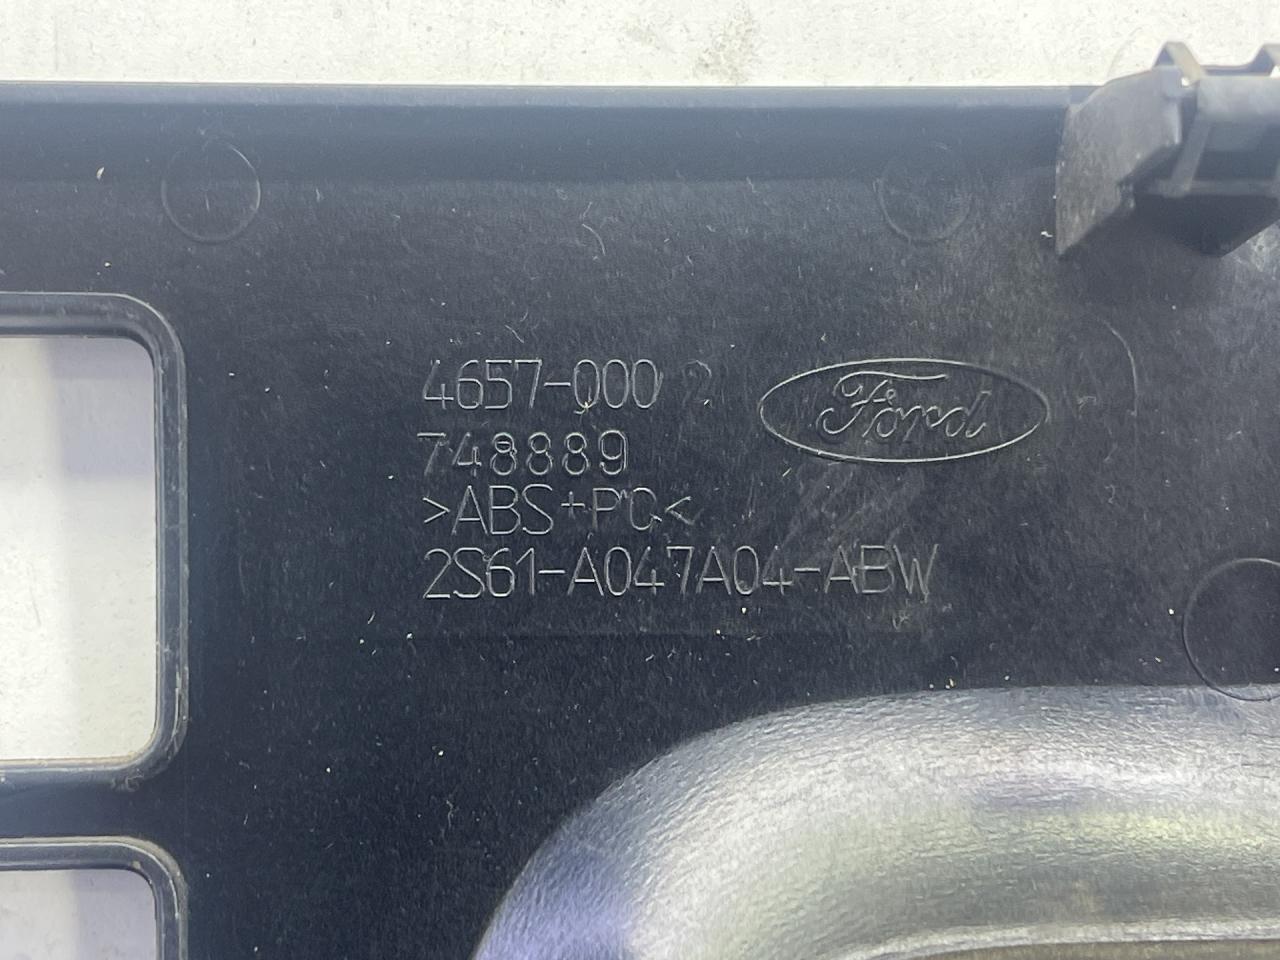 4657-000 2
748889
>ABS+PC<
2S61-A047A04-ABW
Ford